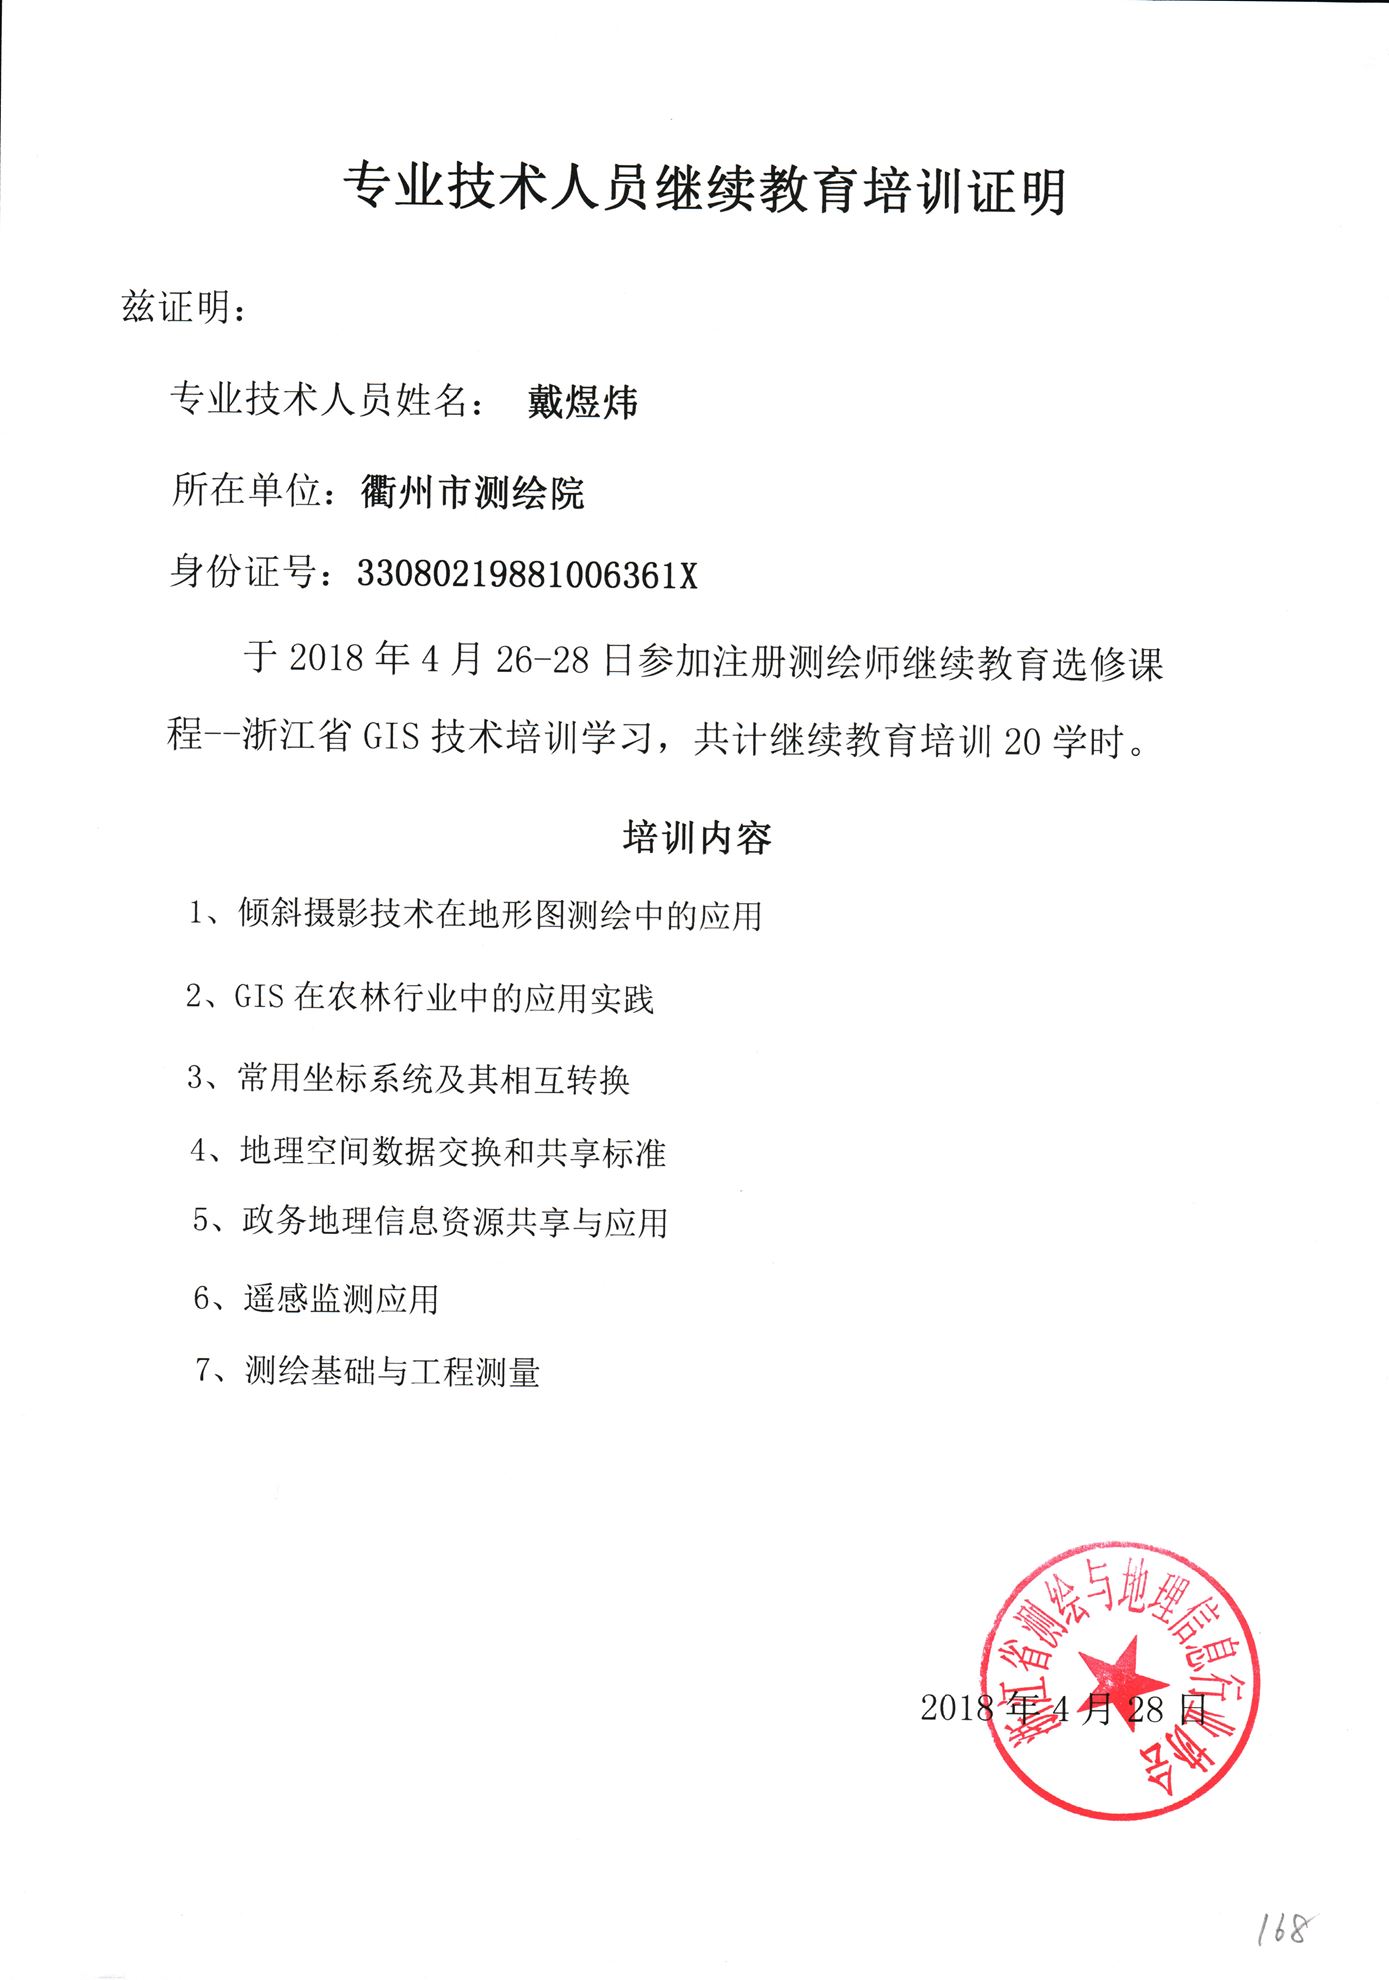 专业技术人员继续教育培训证明
兹证明：
专业技术人员姓名： 戴煜炜
所在单位：衢州市测绘院
身份证号：33080219881006361X
于 2018 年 4 月 26-28 日参加注册测绘师继续教育选修课
程--浙江省 GIS 技术培训学习，共计继续教育培训 20 学时。
培训内容
1、倾斜摄影技术在地形图测绘中的应用
2、GIS 在农林行业中的应用实践
3、常用坐标系统及其相互转换
4、地理空间数据交换和共享标准
5、政务地理信息资源共享与应用
6、遥感监测应用
7、测绘基础与工程测量
浙江省测绘与地理信息行业协会
2018 年 4 月 28 日
168